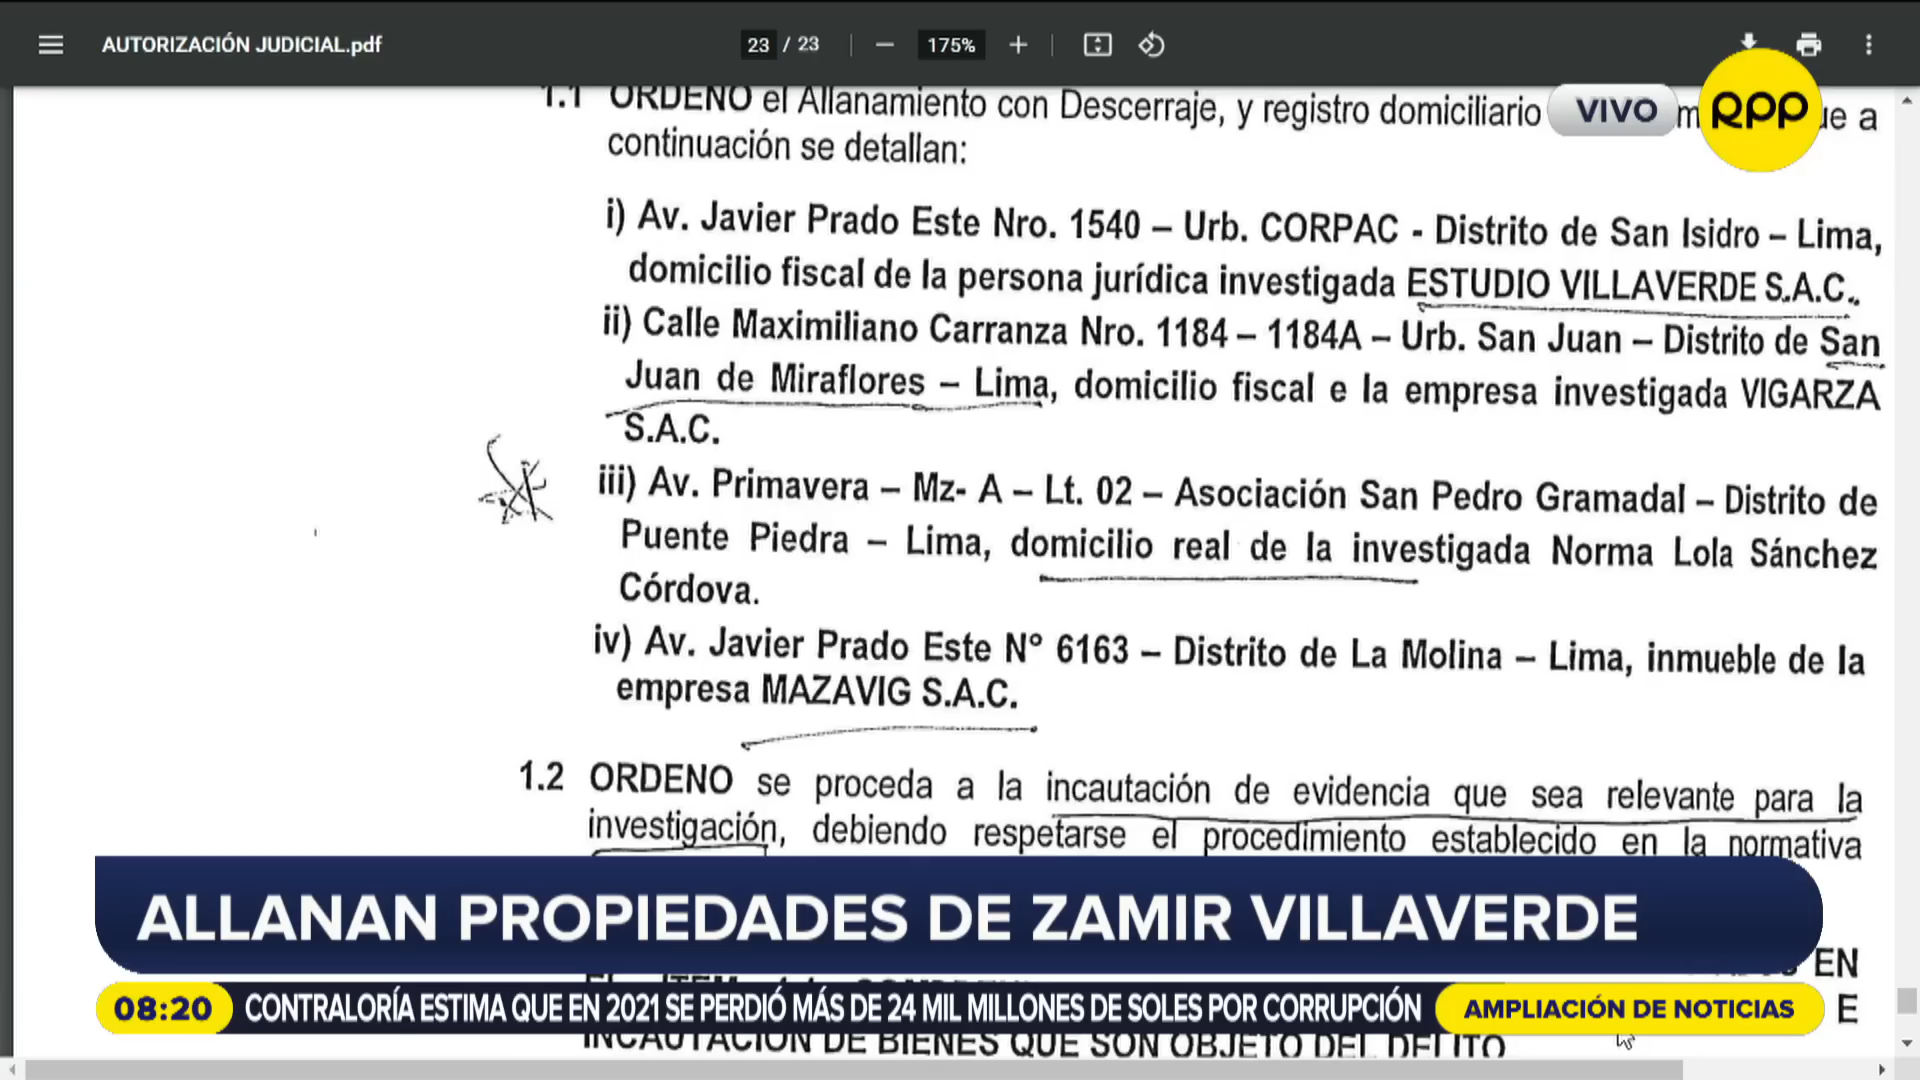 AUTORIZACIÓN JUDICIAL.pdf 23 / 23 175%
1.1 ORDENO el Allanamiento con Descerraje, y registro domiciliario
VIVO
rpp
ue a
continuación se detallan:
i) Av. Javier Prado Este Nro. 1540 – Urb. CORPAC - Distrito de San Isidro – Lima,
domicilio fiscal de la persona jurídica investigada ESTUDIO VILLAVERDE S.A.C.
ii) Calle Maximiliano Carranza Nro. 1184 – 1184A – Urb. San Juan – Distrito de San
Juan de Miraflores – Lima, domicilio fiscal e la empresa investigada VIGARZA
S.A.C.
iii) Av. Primavera – Mz- A – Lt. 02 – Asociación San Pedro Gramadal – Distrito de
Puente Piedra – Lima, domicilio real de la investigada Norma Lola Sánchez
Córdova.
iv) Av. Javier Prado Este N° 6163 – Distrito de La Molina – Lima, inmueble de la
empresa MAZAVIG S.A.C.
1.2 ORDENO se proceda a la incautación de evidencia que sea relevante para la
investigación, debiendo respetarse el procedimiento establecido en la normativa
ALLANAN PROPIEDADES DE ZAMIR VILLAVERDE
EN
08:20 CONTRALORÍA ESTIMA QUE EN 2021 SE PERDIÓ MÁS DE 24 MIL MILLONES DE SOLES POR CORRUPCIÓN AMPLIACIÓN DE NOTICIAS
E
INCAUTACIÓN DE BIENES QUE SON OBJETO DEL DELITO